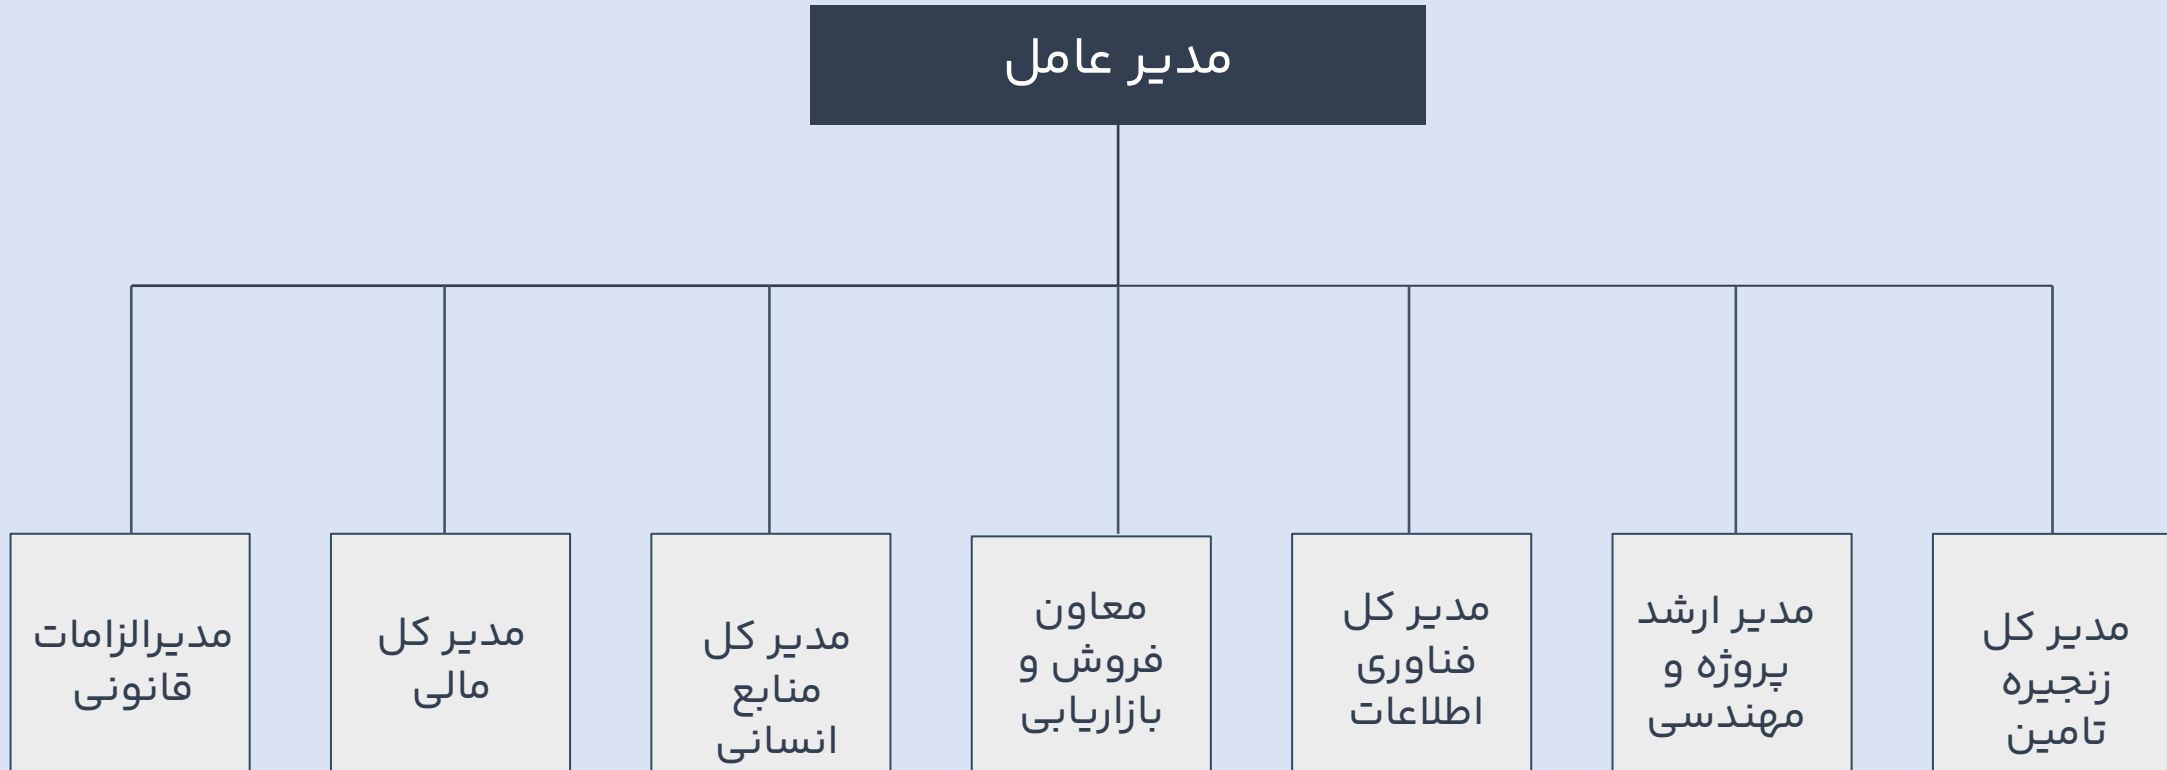 مدیر عامل
مدیر کل
زنجیره
تامین
مدیر ارشد
پروژه و
مهندسی
مدیر کل
فناوری
اطلاعات
معاون
فروش و
بازاریابی
مدیر کل
منابع
انسانی
مدیر کل
مالی
مدیرالزامات
قانونی